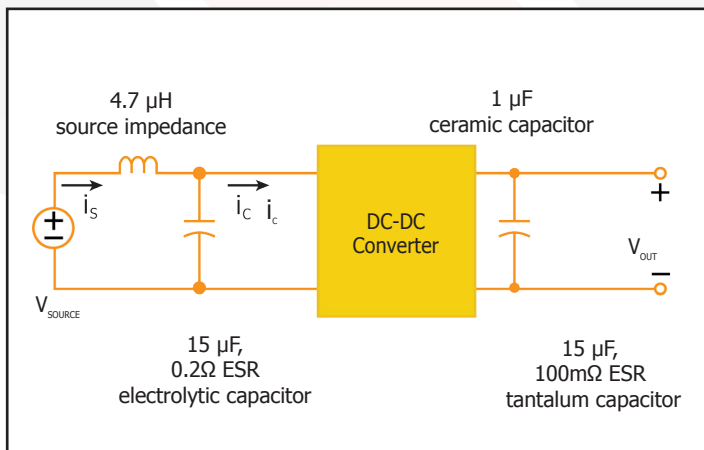 4.7 µH
source impedance
1 µF
ceramic capacitor
i_S
i_C i_c
DC-DC
Converter
+
V_OUT
−
V_SOURCE
15 µF,
0.2Ω ESR
electrolytic capacitor
15 µF,
100mΩ ESR
tantalum capacitor